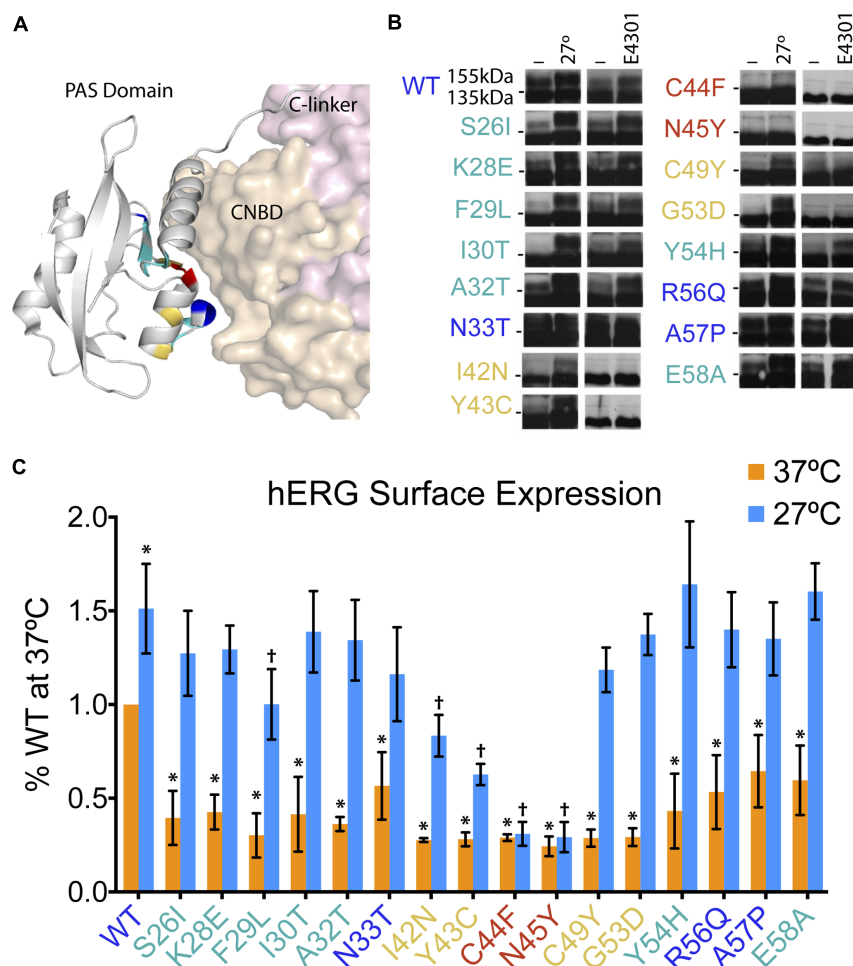 A
PAS Domain
C-linker
CNBD
B
– 27º – E4301
WT 155kDa
135kDa
S26I -
K28E -
F29L -
I30T -
A32T -
N33T -
I42N -
Y43C -
– 27º – E4301
C44F -
N45Y -
C49Y -
G53D -
Y54H -
R56Q -
A57P -
E58A -
C
hERG Surface Expression
37ºC
27ºC
% WT at 37ºC
2.0
1.5
1.0
0.5
0.0
* * * † * * * * † * † * † * † * * * * * *
WT S26I K28E F29L I30T A32T N33T I42N Y43C C44F N45Y C49Y G53D Y54H R56Q A57P E58A